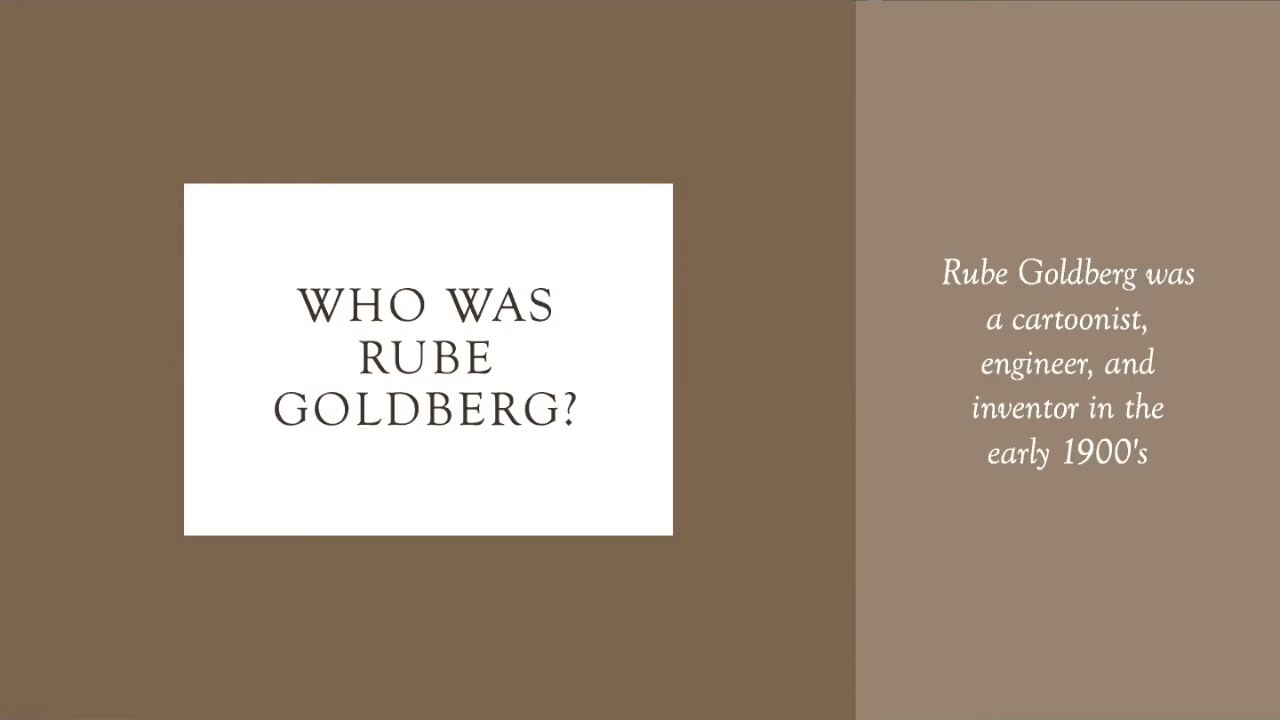 WHO WAS
RUBE
GOLDBERG?
Rube Goldberg was
a cartoonist,
engineer, and
inventor in the
early 1900's